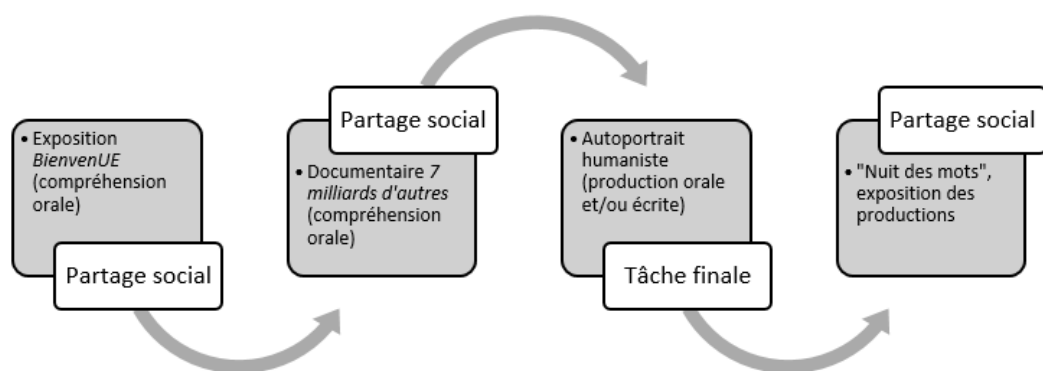 • Exposition
BienvenUE
(compréhension
orale)
Partage social
Partage social
• Documentaire 7
milliards d'autres
(compréhension
orale)
• Autoportrait
humaniste
(production orale
et/ou écrite)
Tâche finale
Partage social
• "Nuit des mots",
exposition des
productions